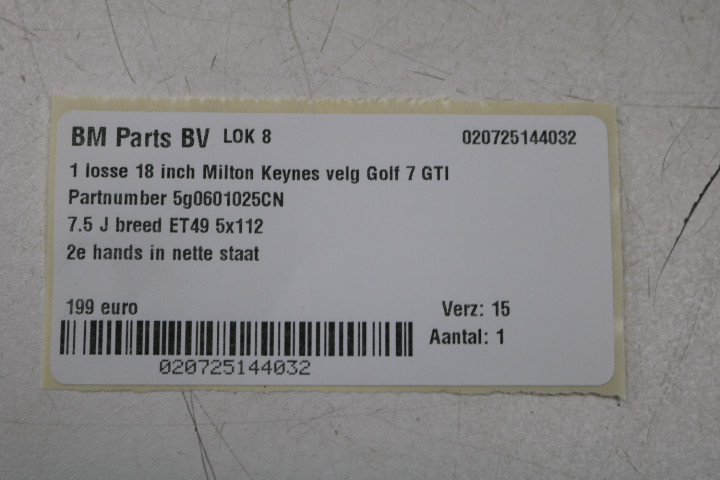 BM Parts BV LOK 8 020725144032
1 losse 18 inch Milton Keynes velg Golf 7 GTI
Partnumber 5g0601025CN
7.5 J breed ET49 5x112
2e hands in nette staat
199 euro Verz: 15
Aantal: 1
020725144032